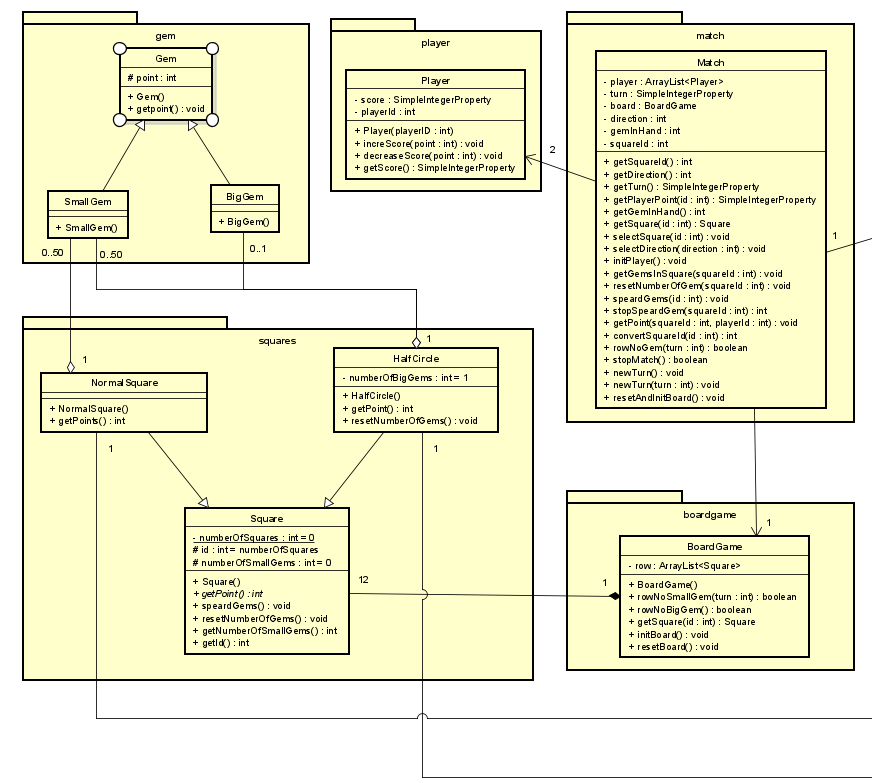 gem
Gem
# point : int
+ Gem()
+ getpoint() : void
SmallGem
+ SmallGem()
BigGem
+ BigGem()
0..50
0..50
0..1
player
Player
- score : SimpleIntegerProperty
- playerId : int
+ Player(playerID : int)
+ increScore(point : int) : void
+ decreaseScore(point : int) : void
+ getScore() : SimpleIntegerProperty
2
match
Match
- player : ArrayList<Player>
- turn : SimpleIntegerProperty
- board : BoardGame
- direction : int
- gemInHand : int
- squareId : int
+ getSquareId() : int
+ getDirection() : int
+ getTurn() : SimpleIntegerProperty
+ getPlayerPoint(id : int) : SimpleIntegerProperty
+ getGemInHand() : int
+ getSquare(id : int) : Square
+ selectSquare(id : int) : void
+ selectDirection(direction : int) : void
+ initPlayer() : void
+ getGemsInSquare(squareId : int) : void
+ resetNumberOfGem(squareId : int) : void
+ speardGems(id : int) : void
+ stopSpeardGem(squareId : int) : int
+ getPoint(squareId : int, playerId : int) : void
+ convertSquareId(id : int) : int
+ rowNoGem(turn : int) : boolean
+ stopMatch() : boolean
+ newTurn() : void
+ newTurn(turn : int) : void
+ resetAndInitBoard() : void
1
squares
1
NormalSquare
+ NormalSquare()
+ getPoints() : int
1
1
HalfCircle
- numberOfBigGems : int = 1
+ HalfCircle()
+ getPoint() : int
+ resetNumberOfGems() : void
1
Square
- numberOfSquares : int = 0
# id : int = numberOfSquares
# numberOfSmallGems : int = 0
+ Square()
+ getPoint() : int
+ speardGems() : void
+ resetNumberOfGems() : void
+ getNumberOfSmallGems() : int
+ getId() : int
12
1
boardgame
1
BoardGame
- row : ArrayList<Square>
+ BoardGame()
+ rowNoSmallGem(turn : int) : boolean
+ rowNoBigGem() : boolean
+ getSquare(id : int) : Square
+ initBoard() : void
+ resetBoard() : void